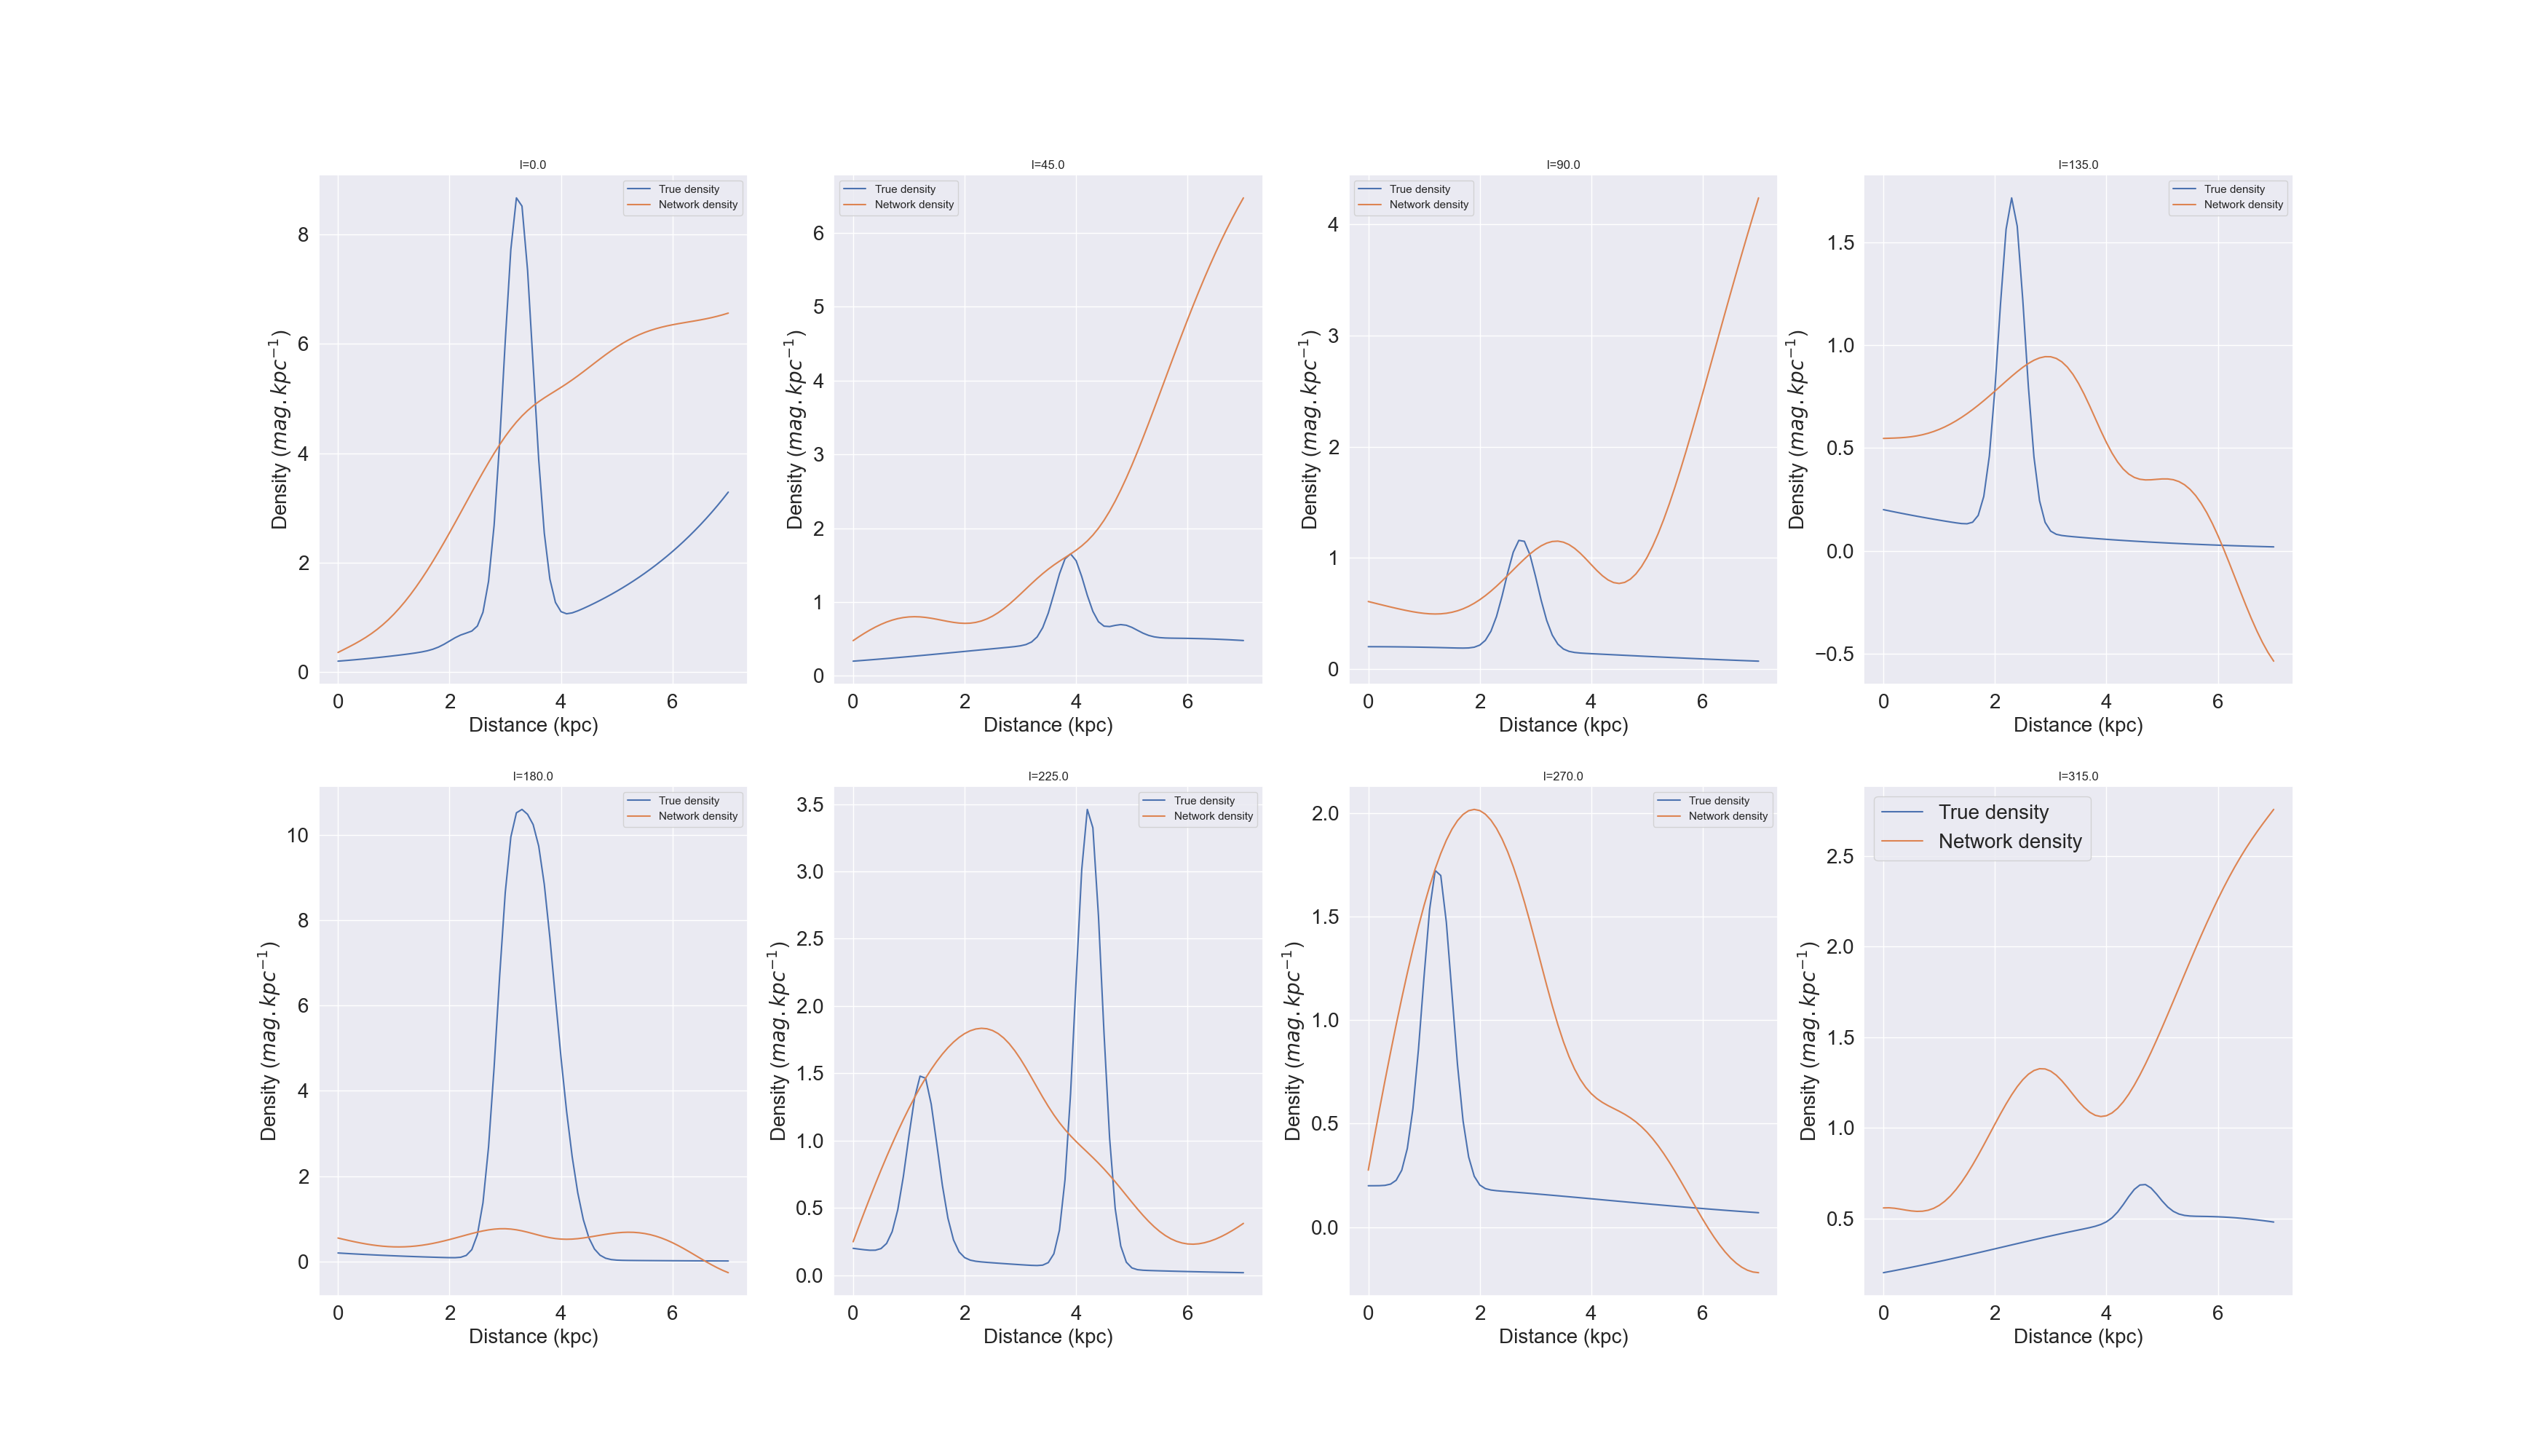 l=0.0
True density
Network density
8
6
4
2
0
Density (mag.kpc⁻¹)
0 2 4 6
Distance (kpc)
l=45.0
True density
Network density
6
5
4
3
2
1
0
Density (mag.kpc⁻¹)
0 2 4 6
Distance (kpc)
l=90.0
True density
Network density
4
3
2
1
0
Density (mag.kpc⁻¹)
0 2 4 6
Distance (kpc)
l=135.0
True density
Network density
1.5
1.0
0.5
0.0
−0.5
Density (mag.kpc⁻¹)
0 2 4 6
Distance (kpc)
l=180.0
True density
Network density
10
8
6
4
2
0
Density (mag.kpc⁻¹)
0 2 4 6
Distance (kpc)
l=225.0
True density
Network density
3.5
3.0
2.5
2.0
1.5
1.0
0.5
0.0
Density (mag.kpc⁻¹)
0 2 4 6
Distance (kpc)
l=270.0
True density
Network density
2.0
1.5
1.0
0.5
0.0
Density (mag.kpc⁻¹)
0 2 4 6
Distance (kpc)
l=315.0
True density
Network density
2.5
2.0
1.5
1.0
0.5
Density (mag.kpc⁻¹)
0 2 4 6
Distance (kpc)